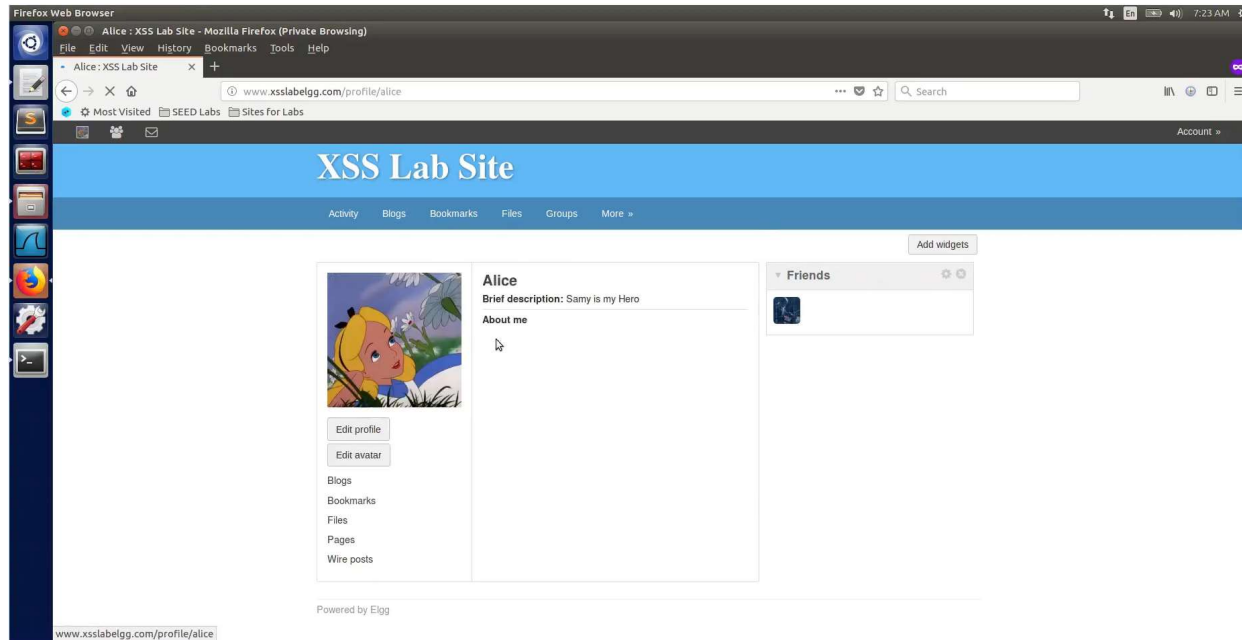 Firefox Web Browser
En 7:23 AM
Alice : XSS Lab Site - Mozilla Firefox (Private Browsing)
File Edit View History Bookmarks Tools Help
Alice : XSS Lab Site × +
www.xsslabelgg.com/profile/alice
Search
Most Visited SEED Labs Sites for Labs
Account »
XSS Lab Site
Activity Blogs Bookmarks Files Groups More »
Add widgets
Alice
Brief description: Samy is my Hero
About me
Friends
Edit profile
Edit avatar
Blogs
Bookmarks
Files
Pages
Wire posts
Powered by Elgg
www.xsslabelgg.com/profile/alice